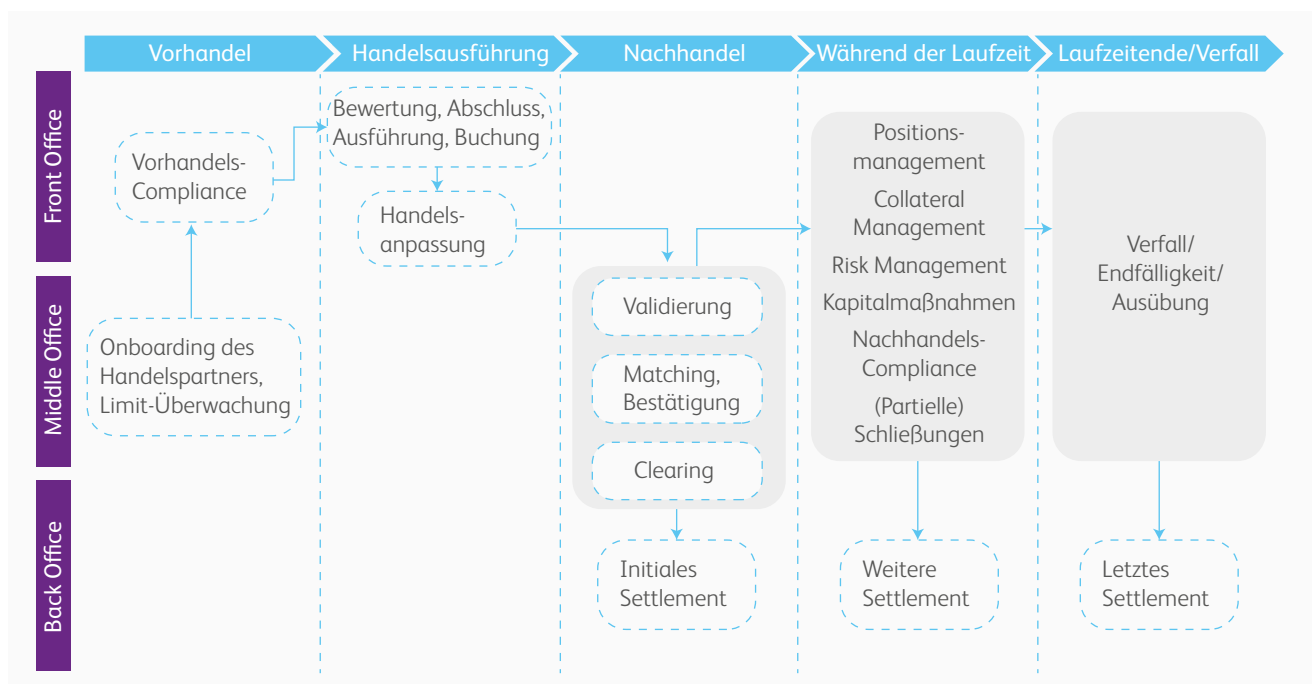 Vorhandel
Handelsausführung
Nachhandel
Während der Laufzeit
Laufzeitende/Verfall
Front Office
Middle Office
Back Office
Vorhandels-
Compliance
Onboarding des
Handelspartners,
Limit-Überwachung
Bewertung, Abschluss,
Ausführung, Buchung
Handels-
anpassung
Validierung
Matching,
Bestätigung
Clearing
Initiales
Settlement
Positions-
management
Collateral
Management
Risk Management
Kapitalmaßnahmen
Nachhandels-
Compliance
(Partielle)
Schließungen
Weitere
Settlement
Verfall/
Endfälligkeit/
Ausübung
Letztes
Settlement